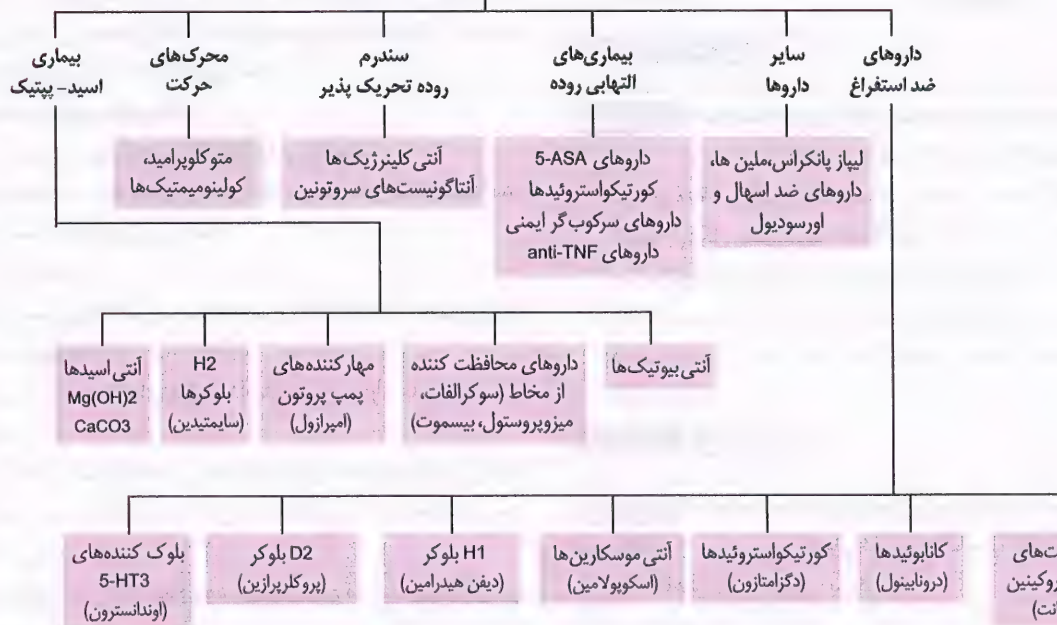 داروهای
ضد استفراغ
سایر
داروها
بیماری‌های
التهابی روده
سندرم
روده تحریک پذیر
محرک‌های
حرکت
بیماری
اسید- پپتیک
لیپاز پانکراس،ملین ها،
داروهای ضد اسهال و
اورسودیول
داروهای 5-ASA
کورتیکواستروئیدها
داروهای سرکوب گر ایمنی
داروهای anti-TNF
آنتی کلینرژیک‌ها
آنتاگونیست‌های سروتونین
متوکلوپرامید،
کولینومیمتیک‌ها
آنتی بیوتیک‌ها
داروهای محافظت کننده
از مخاط (سوکرالفات،
میزوپروستول، بیسموت)
مهارکننده‌های
پمپ پروتون
(امپرازول)
H2
بلوکرها
(سایمتیدین)
آنتی اسیدها
Mg(OH)2
CaCO3
کانابوئیدها
(درونابینول)
کورتیکواستروئیدها
(دگزامتازون)
آنتی موسکارین‌ها
(اسکوپولامین)
H1 بلوکر
(دیفن هیدرامین)
D2 بلوکر
(پروکلرپرازین)
بلوک کننده‌های
5-HT3
(اوندانسترون)